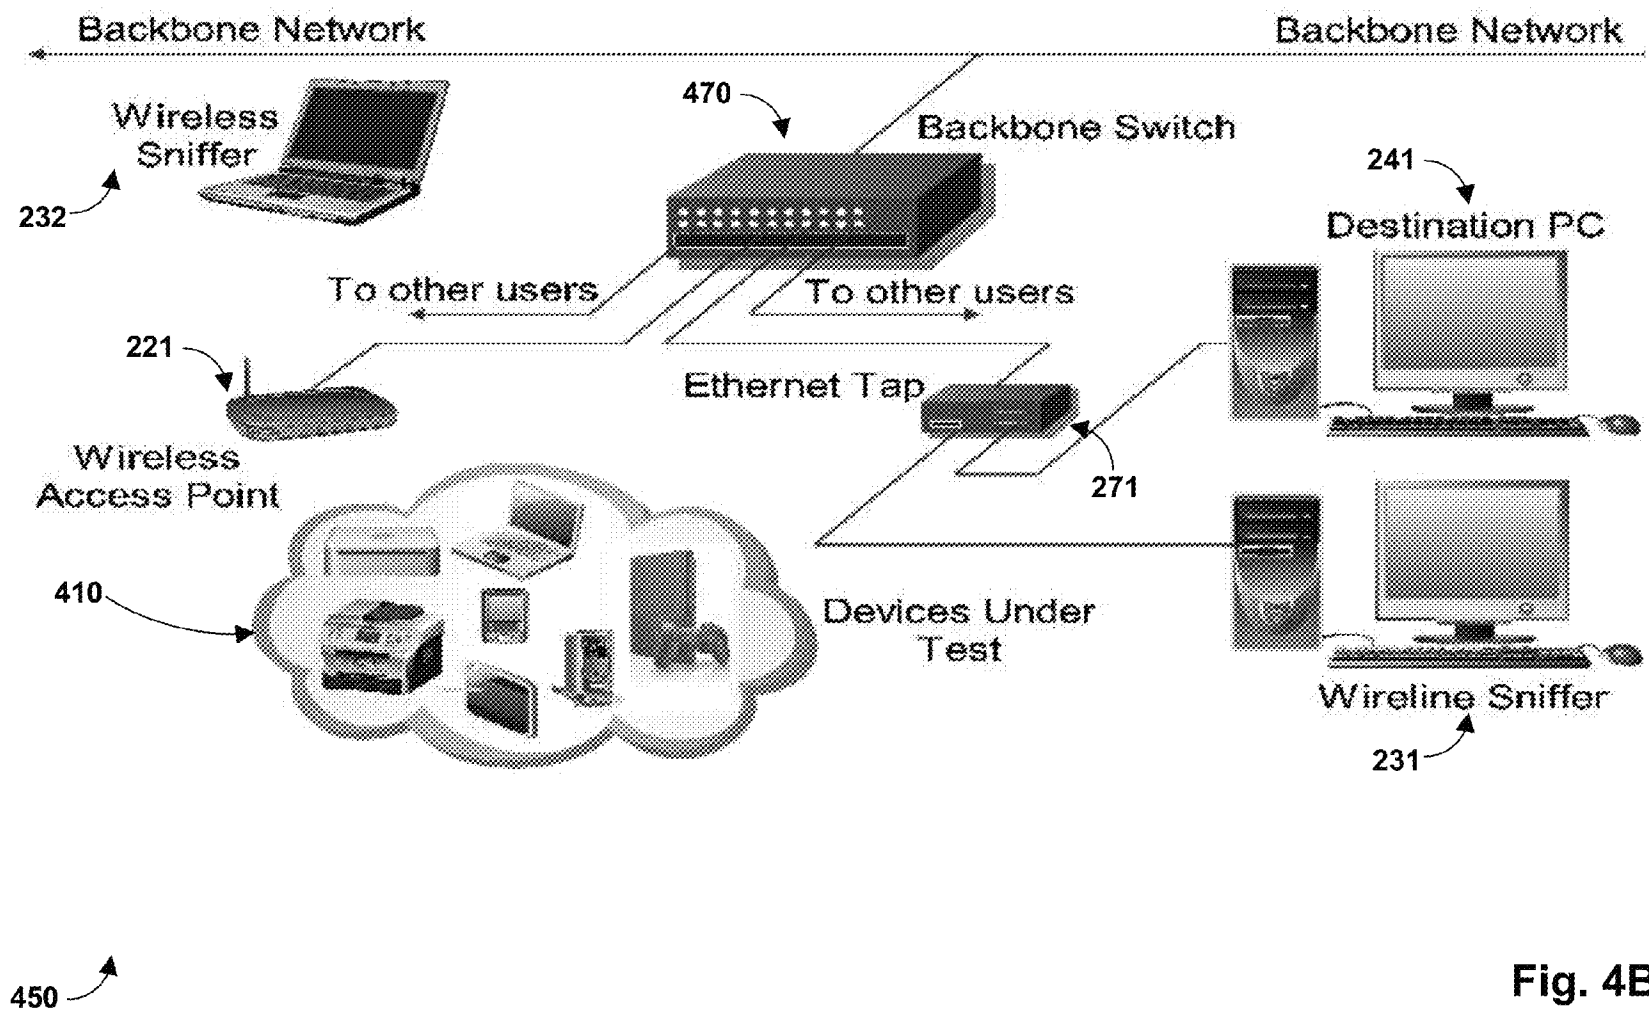 Backbone Network
Backbone Network
470
Wireless
Sniffer
Backbone Switch
232
241
Destination PC
To other users
To other users
221
Ethernet Tap
Wireless
Access Point
271
410
Devices Under
Test
Wireline Sniffer
231
450
Fig. 4B